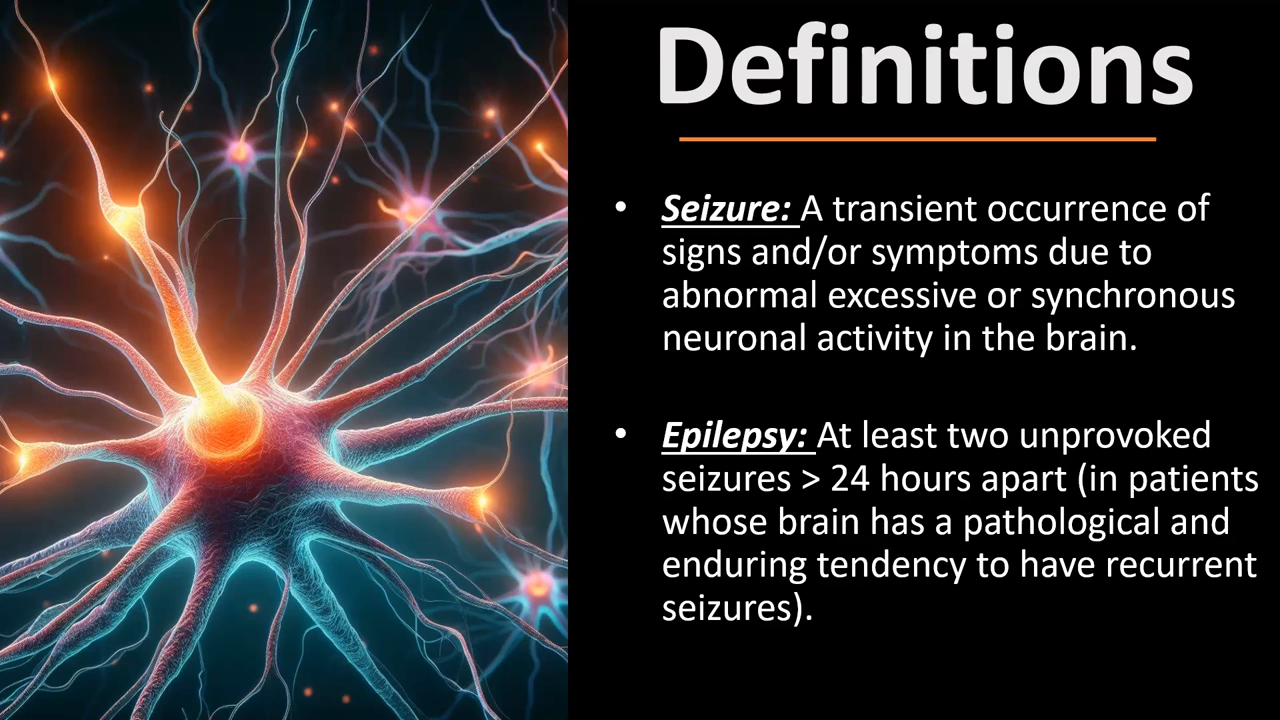 Definitions
• Seizure: A transient occurrence of
signs and/or symptoms due to
abnormal excessive or synchronous
neuronal activity in the brain.
• Epilepsy: At least two unprovoked
seizures > 24 hours apart (in patients
whose brain has a pathological and
enduring tendency to have recurrent
seizures).